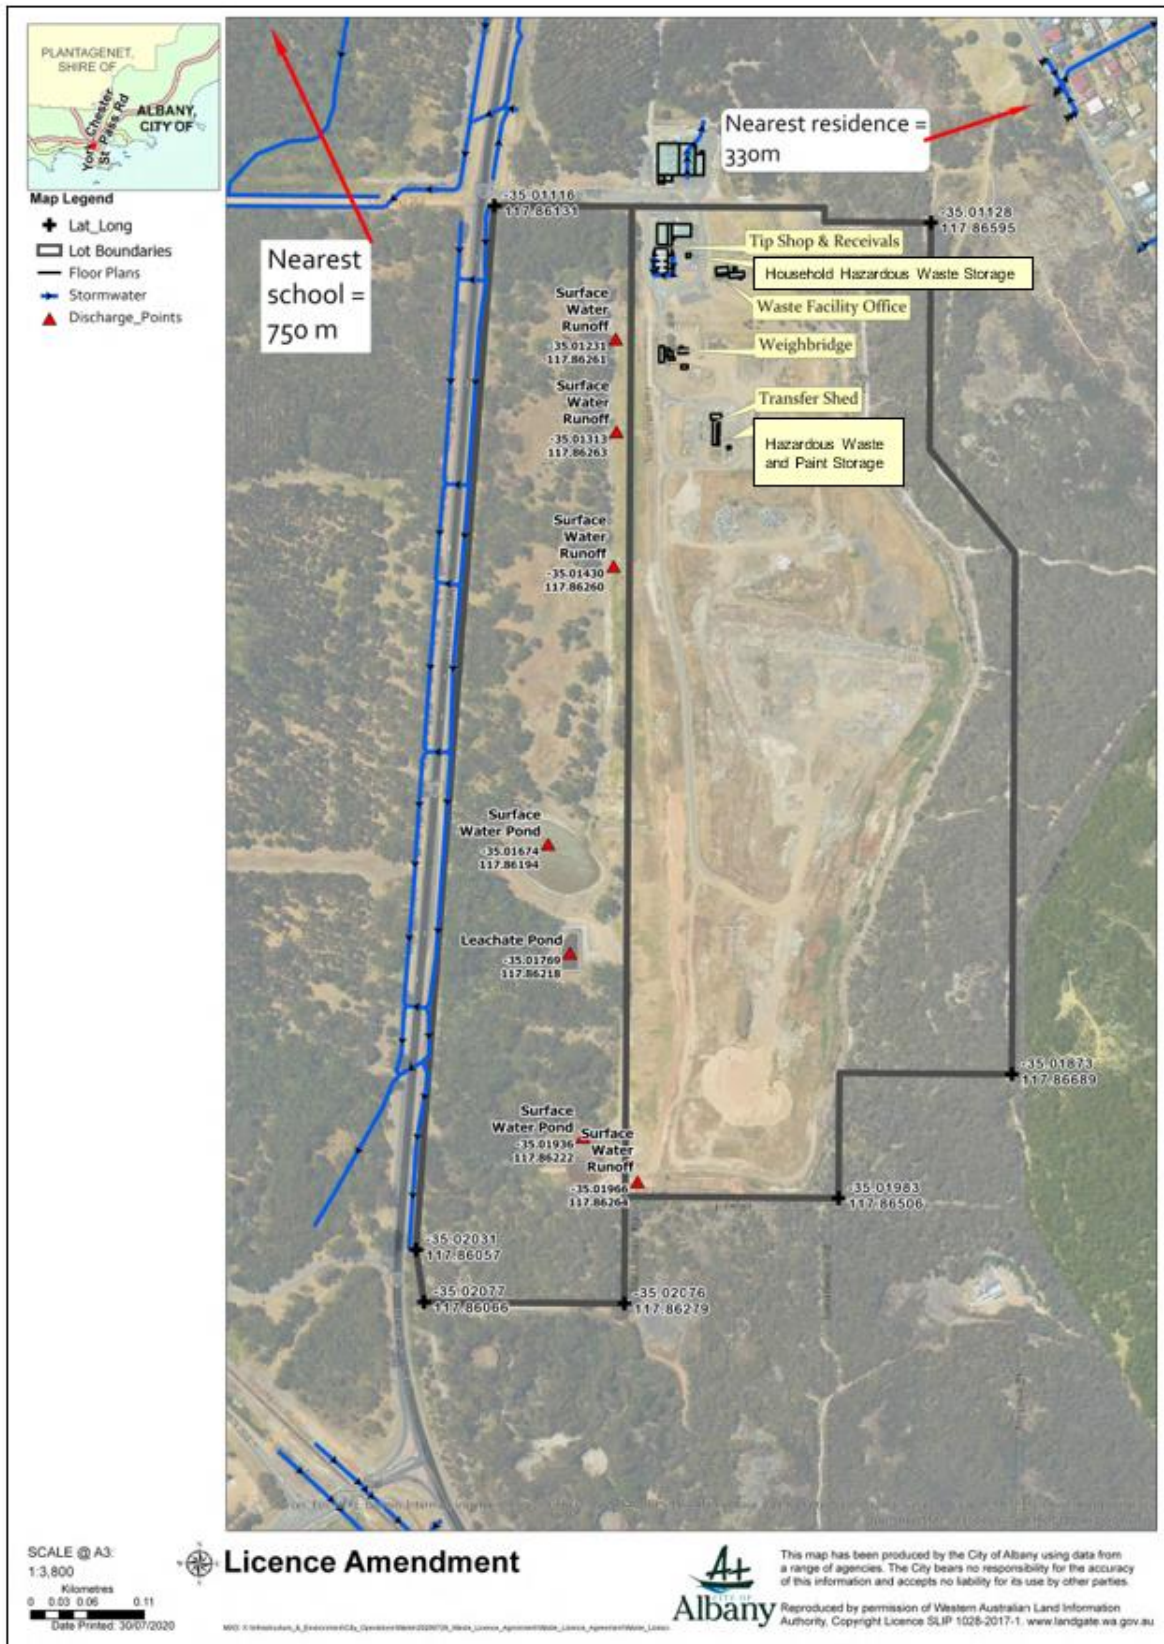 PLANTAGENET,
SHIRE OF
Chester
York St
Pass Rd
ALBANY,
CITY OF
Map Legend
Lat_Long
Lot Boundaries
Floor Plans
Stormwater
Discharge_Points
Nearest
school =
750 m
Nearest residence =
330m
-35.01116
117.86131
-35.01128
117.86595
Tip Shop & Receivals
Household Hazardous Waste Storage
Waste Facility Office
Weighbridge
Transfer Shed
Hazardous Waste
and Paint Storage
Surface
Water
Runoff
-35.01231
117.86261
Surface
Water
Runoff
-35.01313
117.86263
Surface
Water
Runoff
-35.01430
117.86260
Surface
Water Pond
-35.01674
117.86194
Leachate Pond
-35.01769
117.86218
-35.01873
117.86689
Surface
Water Pond
-35.01936
117.86222
Surface
Water
Runoff
-35.01966
117.86264
-35.01983
117.86506
-35.02031
117.86057
-35.02077
117.86066
-35.02076
117.86279
SCALE @ A3:
1:3,800
Kilometres
0 0.03 0.06 0.11
Date Printed: 30/07/2020
Licence Amendment
CITY OF
Albany
This map has been produced by the City of Albany using data from
a range of agencies. The City bears no responsibility for the accuracy
of this information and accepts no liability for its use by other parties.
Reproduced by permission of Western Australian Land Information
Authority, Copyright Licence SLIP 1028-2017-1. www.landgate.wa.gov.au